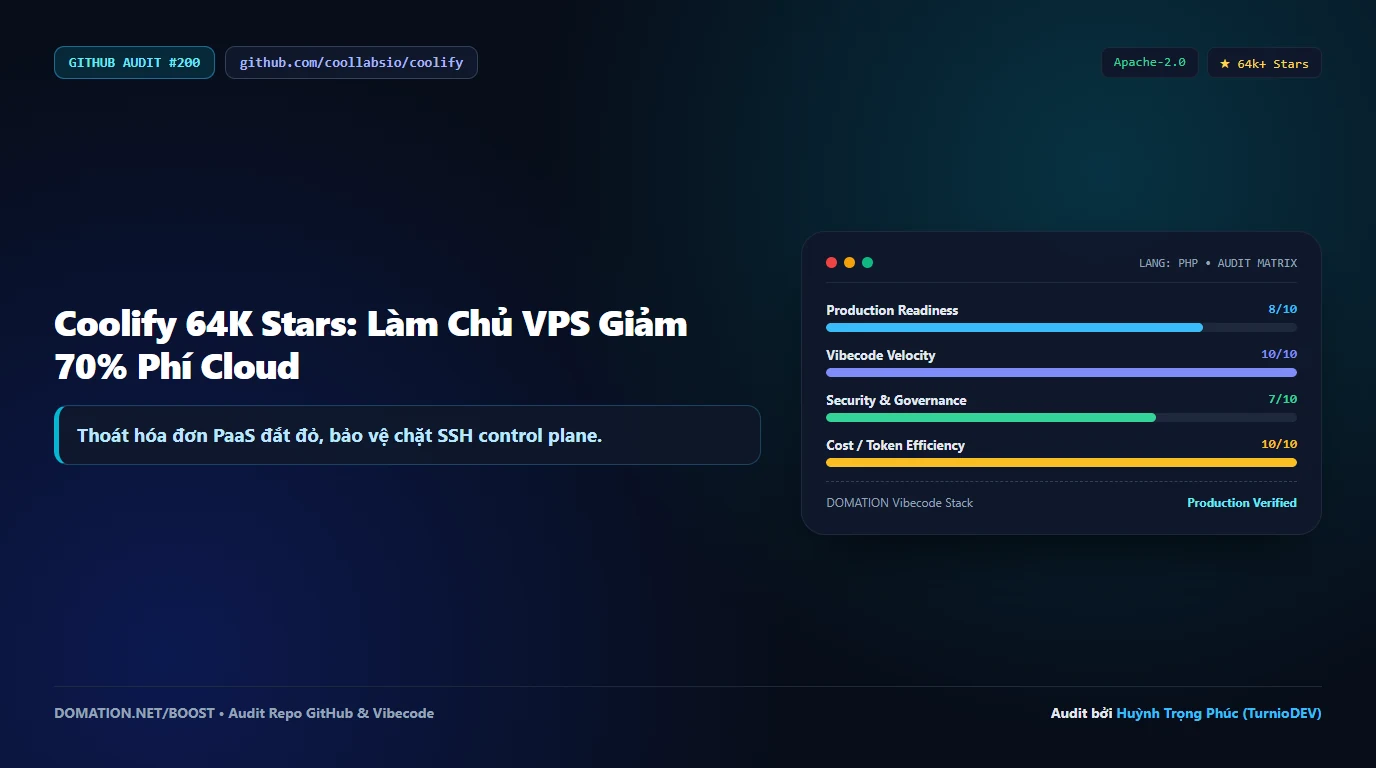 GITHUB AUDIT #200
github.com/coollabsio/coolify
Apache-2.0
★ 64k+ Stars
Coolify 64K Stars: Làm Chủ VPS Giảm
70% Phí Cloud
Thoát hóa đơn PaaS đắt đỏ, bảo vệ chặt SSH control plane.
LANG: PHP • AUDIT MATRIX
Production Readiness 8/10
Vibecode Velocity 10/10
Security & Governance 7/10
Cost / Token Efficiency 10/10
DOMATION Vibecode Stack Production Verified
DOMATION.NET/BOOST • Audit Repo GitHub & Vibecode
Audit bởi Huỳnh Trọng Phúc (TurnioDEV)